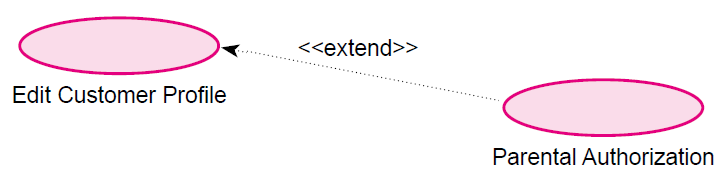 <<extend>>
Edit Customer Profile
Parental Authorization